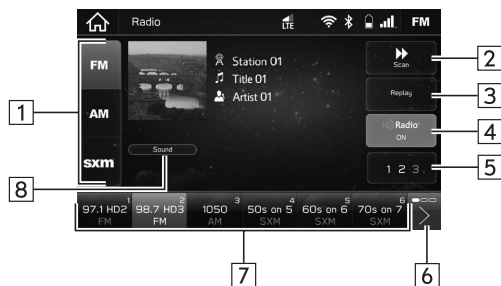 Radio LTE FM
FM
AM
sxm
Station 01
Title 01
Artist 01
Sound
Scan
Replay
HD Radio
ON
1 2 3.
1 2 3 4 5 6
97.1 HD2 98.7 HD3 1050 50s on 5 60s on 6 70s on 7
FM FM AM SXM SXM SXM
1
2
3
4
5
8
7
6